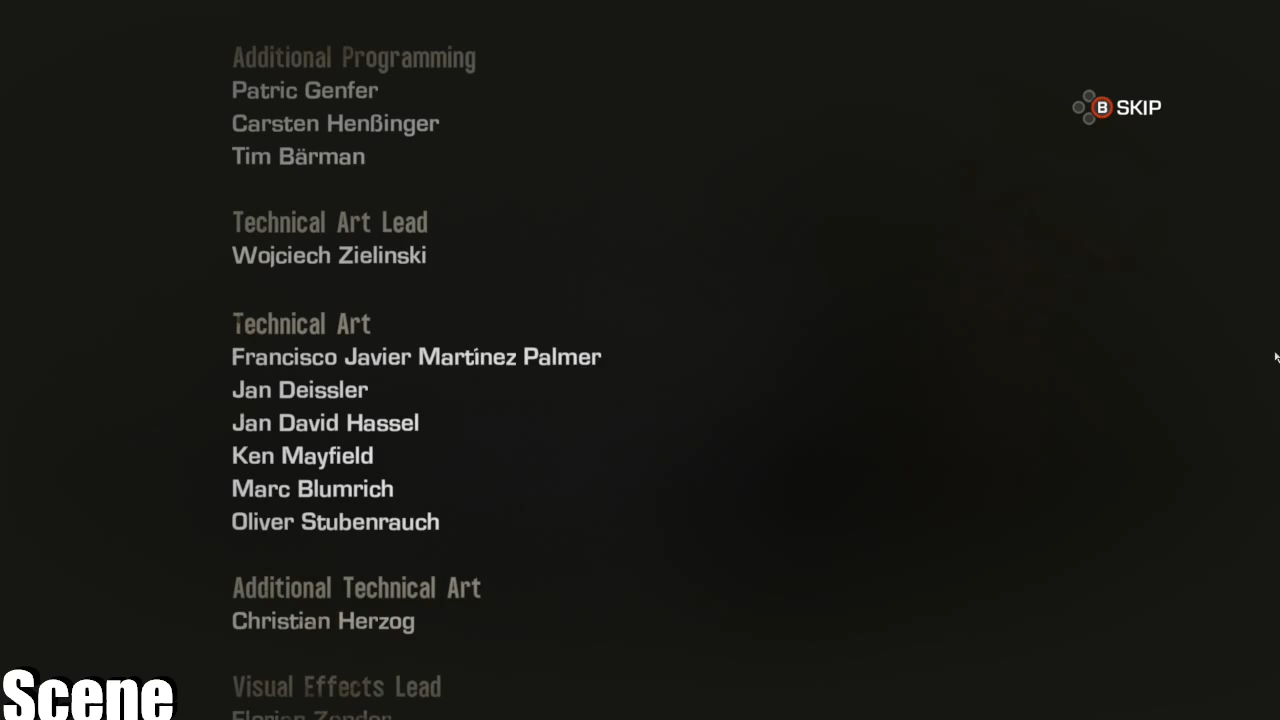 Additional Programming
Patric Genfer
Carsten Henßinger
Tim Bärman
B SKIP
Technical Art Lead
Wojciech Zielinski
Technical Art
Francisco Javier Martínez Palmer
Jan Deissler
Jan David Hassel
Ken Mayfield
Marc Blumrich
Oliver Stubenrauch
Additional Technical Art
Christian Herzog
Visual Effects Lead
Florian Zender
Scene